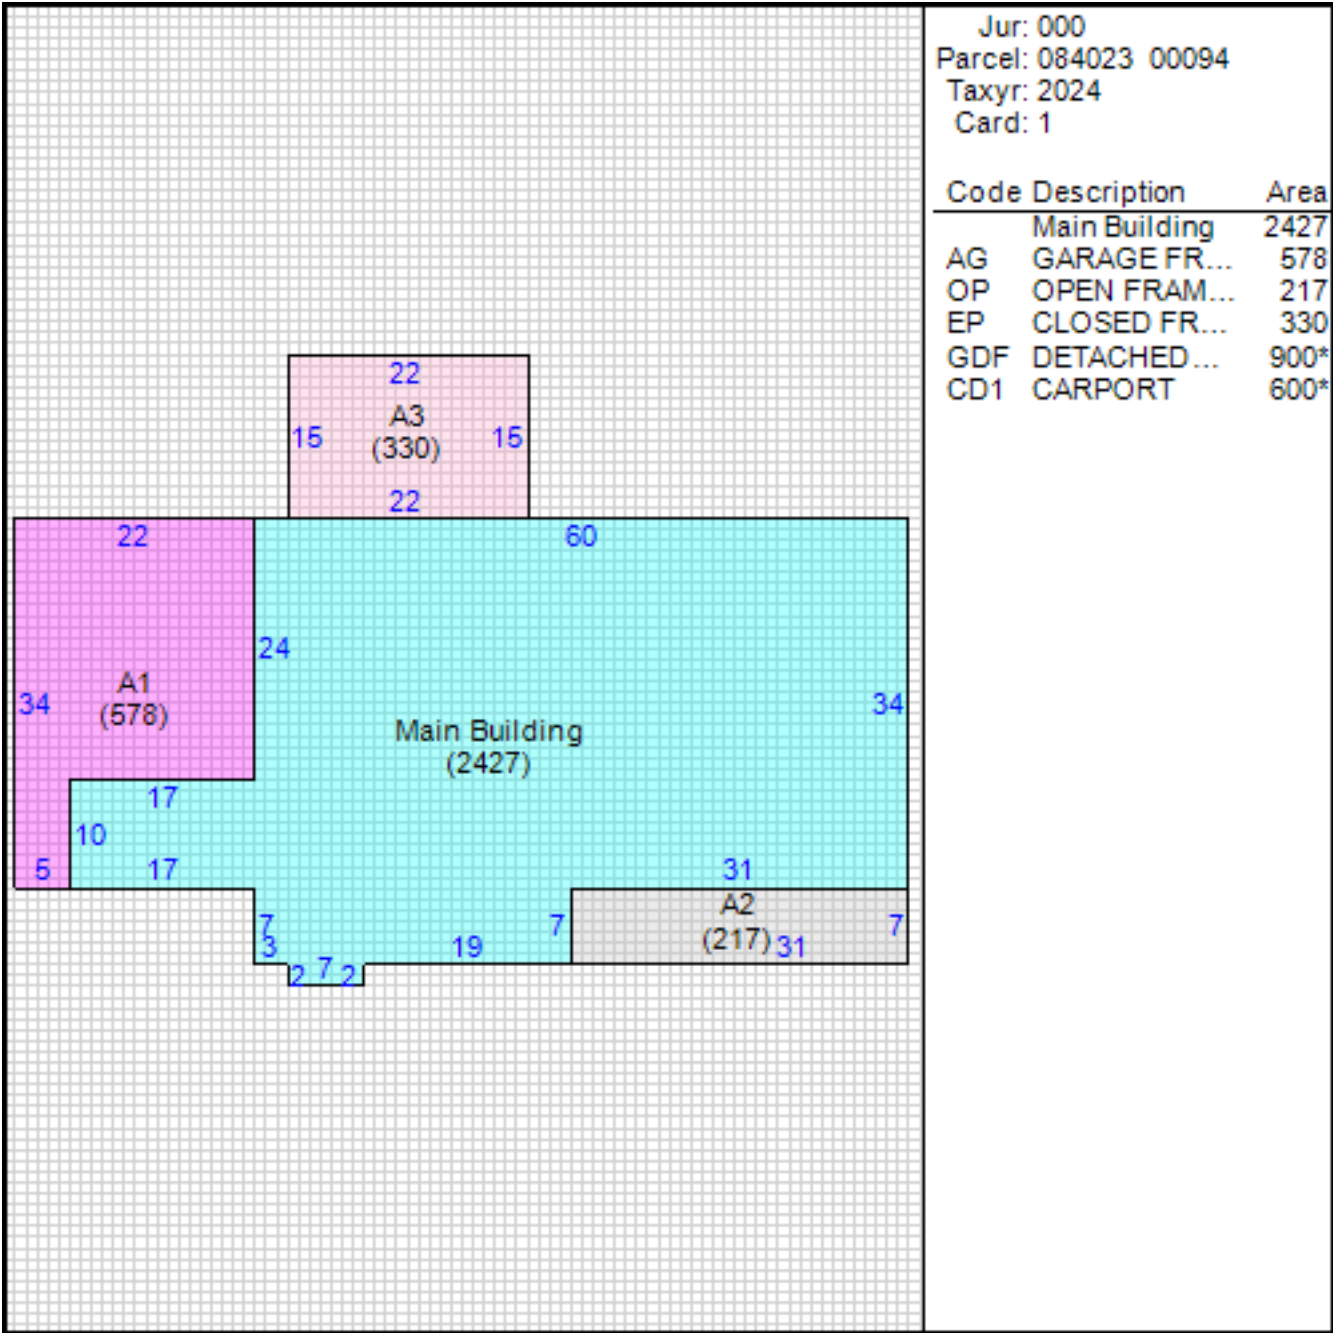 Jur: 000
Parcel: 084023 00094
Taxyr: 2024
Card: 1
Code Description Area
Main Building 2427
AG GARAGE FR... 578
OP OPEN FRAM... 217
EP CLOSED FR... 330
GDF DETACHED... 900*
CD1 CARPORT 600*
22
A3
15 15
(330)
22
22 60
24
A1
34 34
(578)
Main Building
(2427)
17
10
5 17 31
A2
7 7 7
(217) 31
3 19
2 7 2